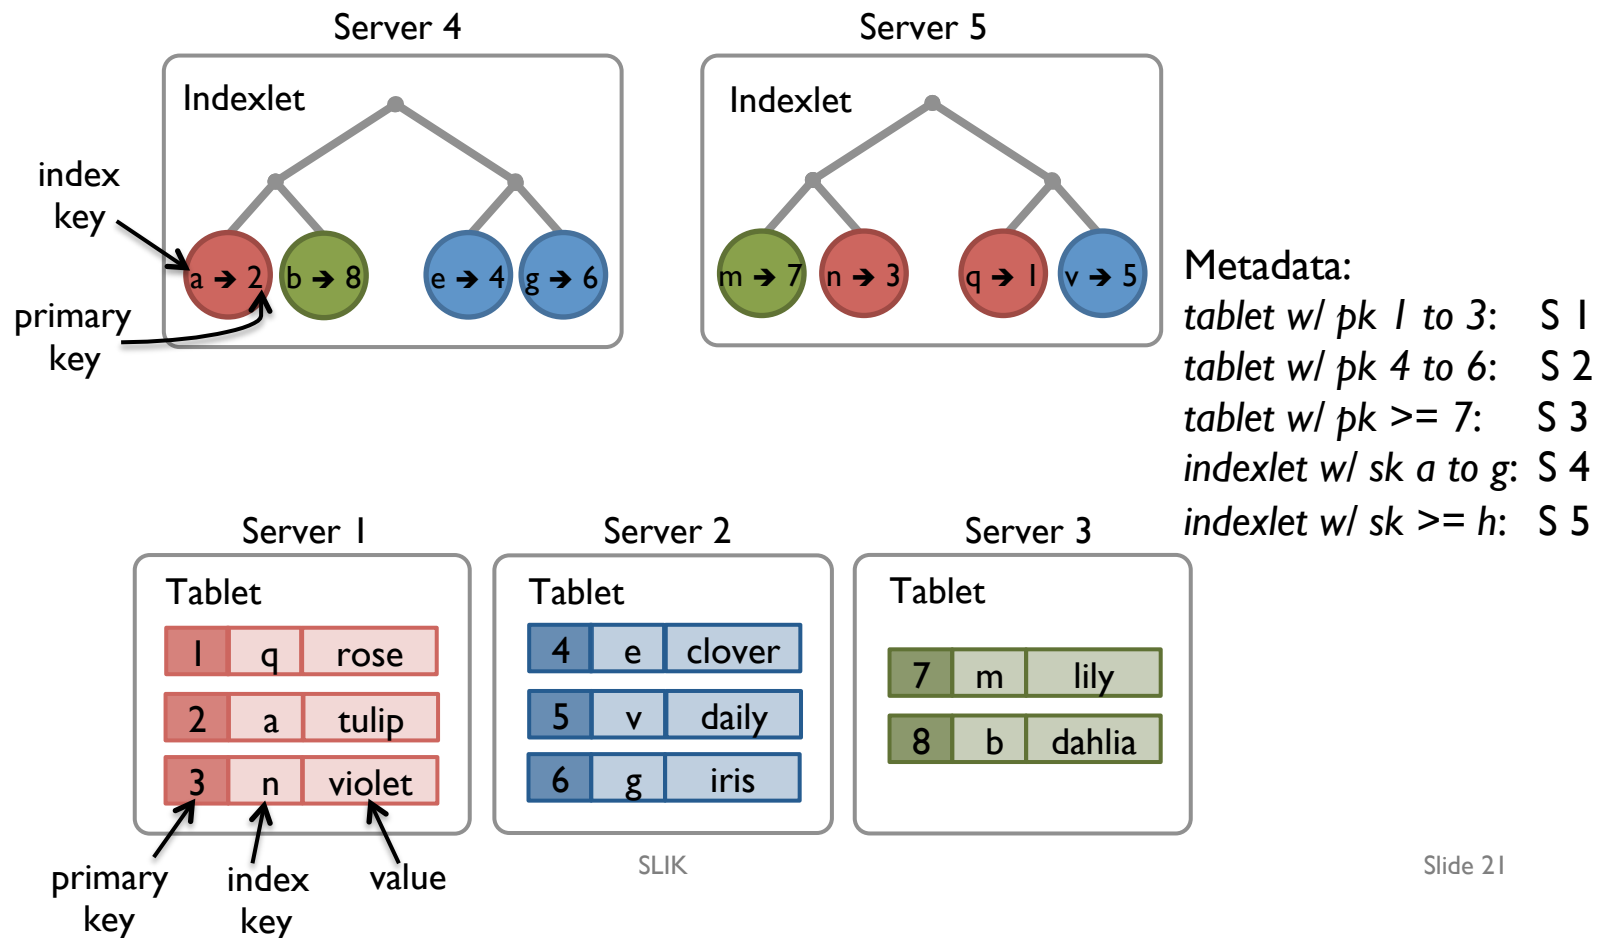 Server 4
Server 5
Indexlet
Indexlet
index
key
primary
key
a → 2
b → 8
e → 4
g → 6
m → 7
n → 3
q → 1
v → 5
Metadata:
tablet w/ pk 1 to 3: S 1
tablet w/ pk 4 to 6: S 2
tablet w/ pk >= 7: S 3
indexlet w/ sk a to g: S 4
indexlet w/ sk >= h: S 5
Server 1
Server 2
Server 3
Tablet
1 q rose
2 a tulip
3 n violet
Tablet
4 e clover
5 v daily
6 g iris
Tablet
7 m lily
8 b dahlia
primary
key
index
key
value
SLIK
Slide 21